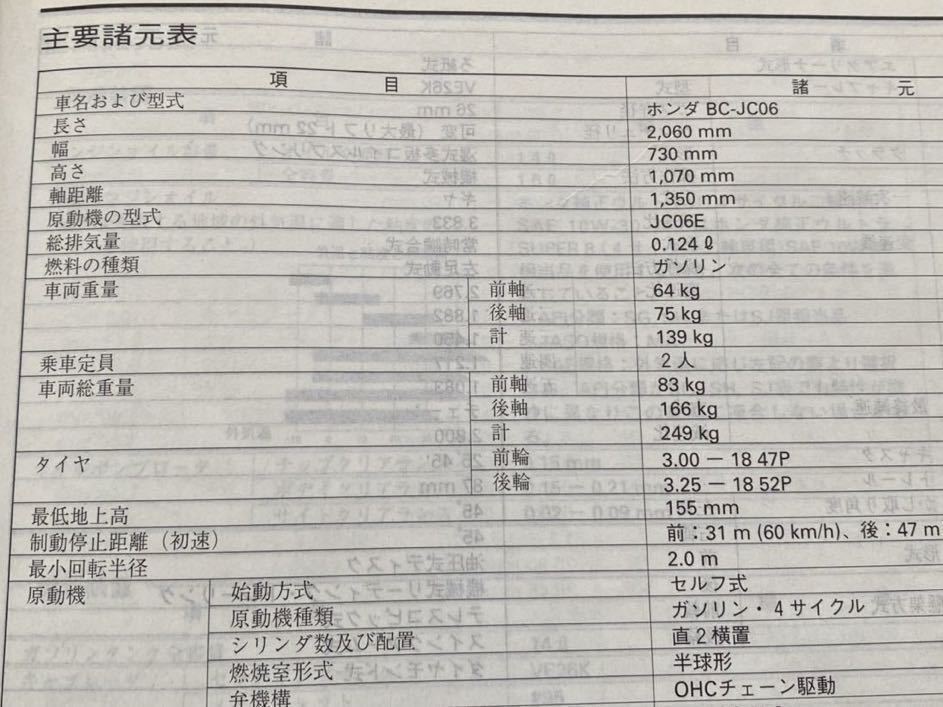 主要諸元表
項 目 諸 元
車名および型式 ホンダ BC-JC06
長さ 2,060 mm
幅 730 mm
高さ 1,070 mm
軸距離 1,350 mm
原動機の型式 JC06E
総排気量 0.124 ℓ
燃料の種類 ガソリン
車両重量 前軸 64 kg
後軸 75 kg
計 139 kg
乗車定員 2 人
車両総重量 前軸 83 kg
後軸 166 kg
計 249 kg
タイヤ 前輪 3.00 − 18 47P
後輪 3.25 − 18 52P
最低地上高 155 mm
制動停止距離（初速） 前：31 m (60 km/h)、後：47 m
最小回転半径 2.0 m
原動機 始動方式 セルフ式
原動機種類 ガソリン・4サイクル
シリンダ数及び配置 直2横置
燃焼室形式 半球形
弁機構 OHCチェーン駆動